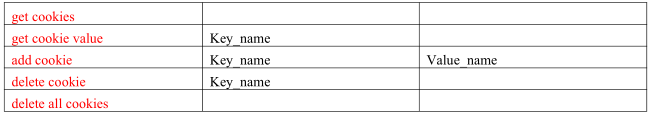 get cookies
get cookie value Key_name
add cookie Key_name Value_name
delete cookie Key_name
delete all cookies